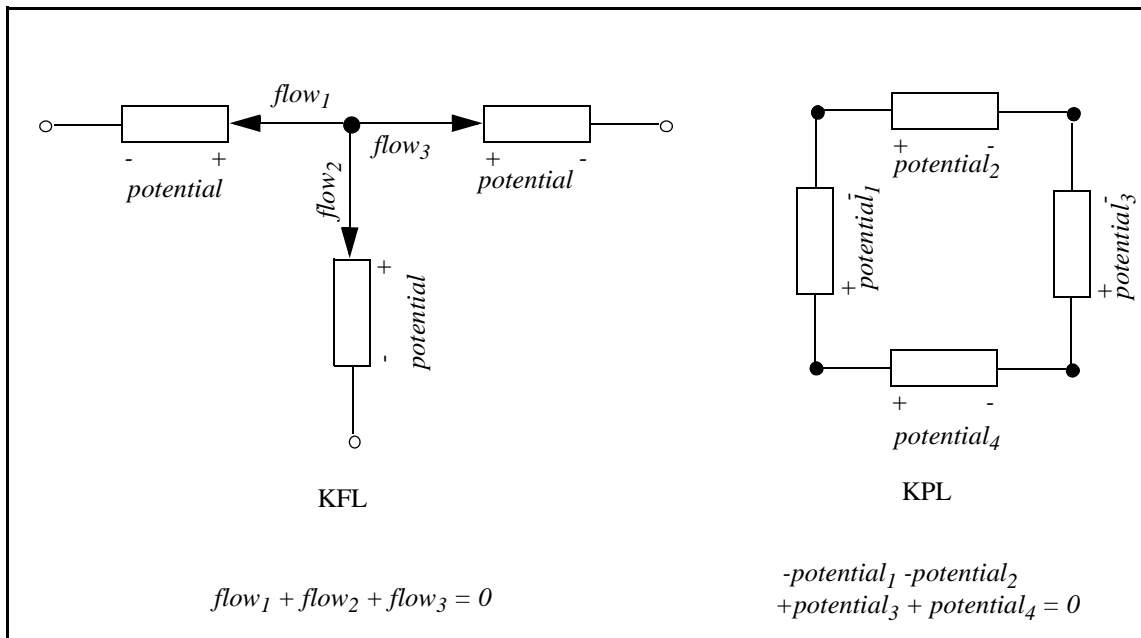 flow1
flow3
flow2
- +
potential
+ -
potential
+
-
potential
KFL
+ -
potential2
-
+
potential1
-
+
potential3
+ -
potential4
KPL
flow1 + flow2 + flow3 = 0
-potential1 -potential2
+potential3 + potential4 = 0